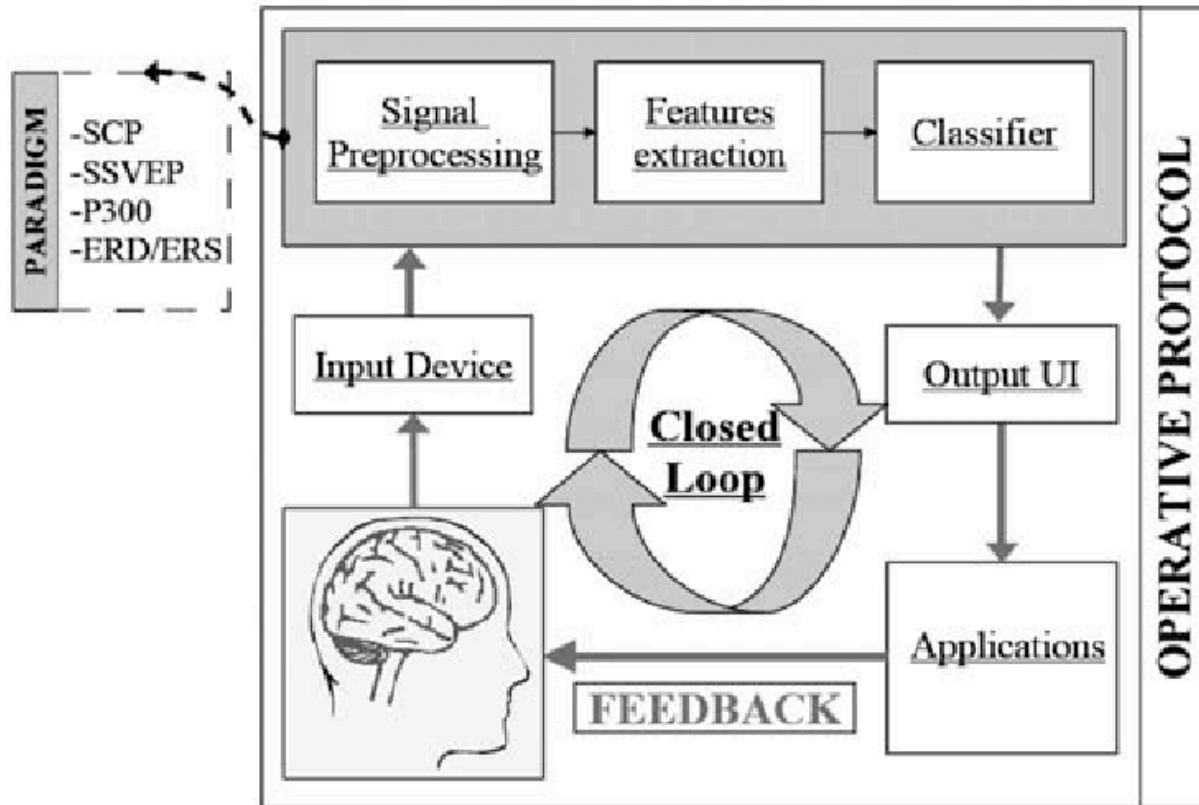 PARADIGM
-SCP
-SSVEP
-P300
-ERD/ERS
Signal
Preprocessing
Features
extraction
Classifier
Input Device
Closed
Loop
Output UI
Applications
FEEDBACK
OPERATIVE PROTOCOL